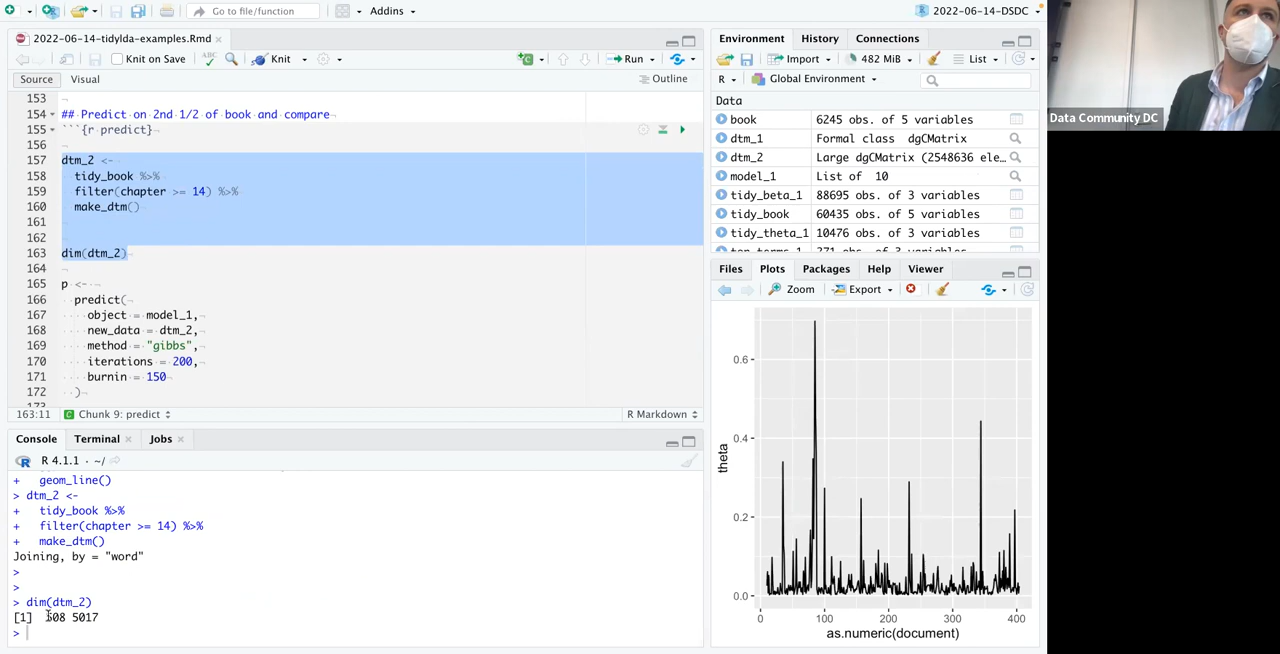 Go to file/function
Addins
2022-06-14-DSDC
2022-06-14-tidylda-examples.Rmd
Knit on Save
ABC
Knit
Run
Source
Visual
Outline
153
154 ## Predict on 2nd 1/2 of book and compare
155 ```{r predict}
156
157 dtm_2 <-
158 tidy_book %>%
159 filter(chapter >= 14) %>%
160 make_dtm()
161
162
163 dim(dtm_2)
164
165 p <-
166 predict(
167 object = model_1,
168 new_data = dtm_2,
169 method = "gibbs",
170 iterations = 200,
171 burnin = 150
172 )
163:11
Chunk 9: predict
R Markdown
Console
Terminal
Jobs
R 4.1.1 · ~/
+ geom_line()
> dtm_2 <-
+ tidy_book %>%
+ filter(chapter >= 14) %>%
+ make_dtm()
Joining, by = "word"
>
>
> dim(dtm_2)
[1] 508 5017
>
Environment
History
Connections
Import
482 MiB
List
R
Global Environment
Data
book 6245 obs. of 5 variables
dtm_1 Formal class dgCMatrix
dtm_2 Large dgCMatrix (2548636 ele…
model_1 List of 10
tidy_beta_1 88695 obs. of 3 variables
tidy_book 60435 obs. of 5 variables
tidy_theta_1 10476 obs. of 3 variables
Files
Plots
Packages
Help
Viewer
Zoom
Export
theta
0.6
0.4
0.2
0.0
0 100 200 300 400
as.numeric(document)
Data Community DC